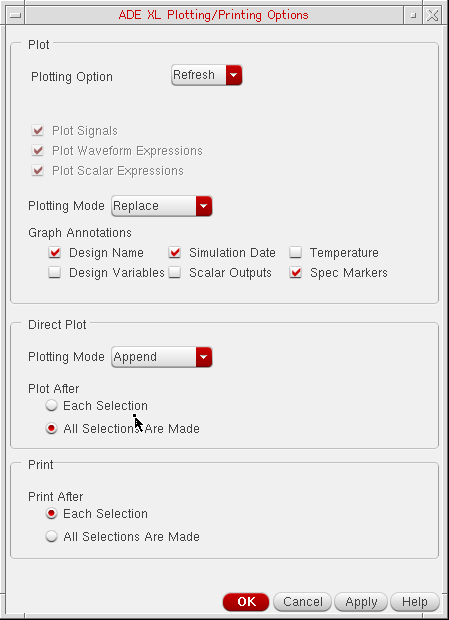 ADE XL Plotting/Printing Options
Plot
Plotting Option Refresh
Plot Signals
Plot Waveform Expressions
Plot Scalar Expressions
Plotting Mode Replace
Graph Annotations
Design Name Simulation Date Temperature
Design Variables Scalar Outputs Spec Markers
Direct Plot
Plotting Mode Append
Plot After
Each Selection
All Selections Are Made
Print
Print After
Each Selection
All Selections Are Made
OK Cancel Apply Help